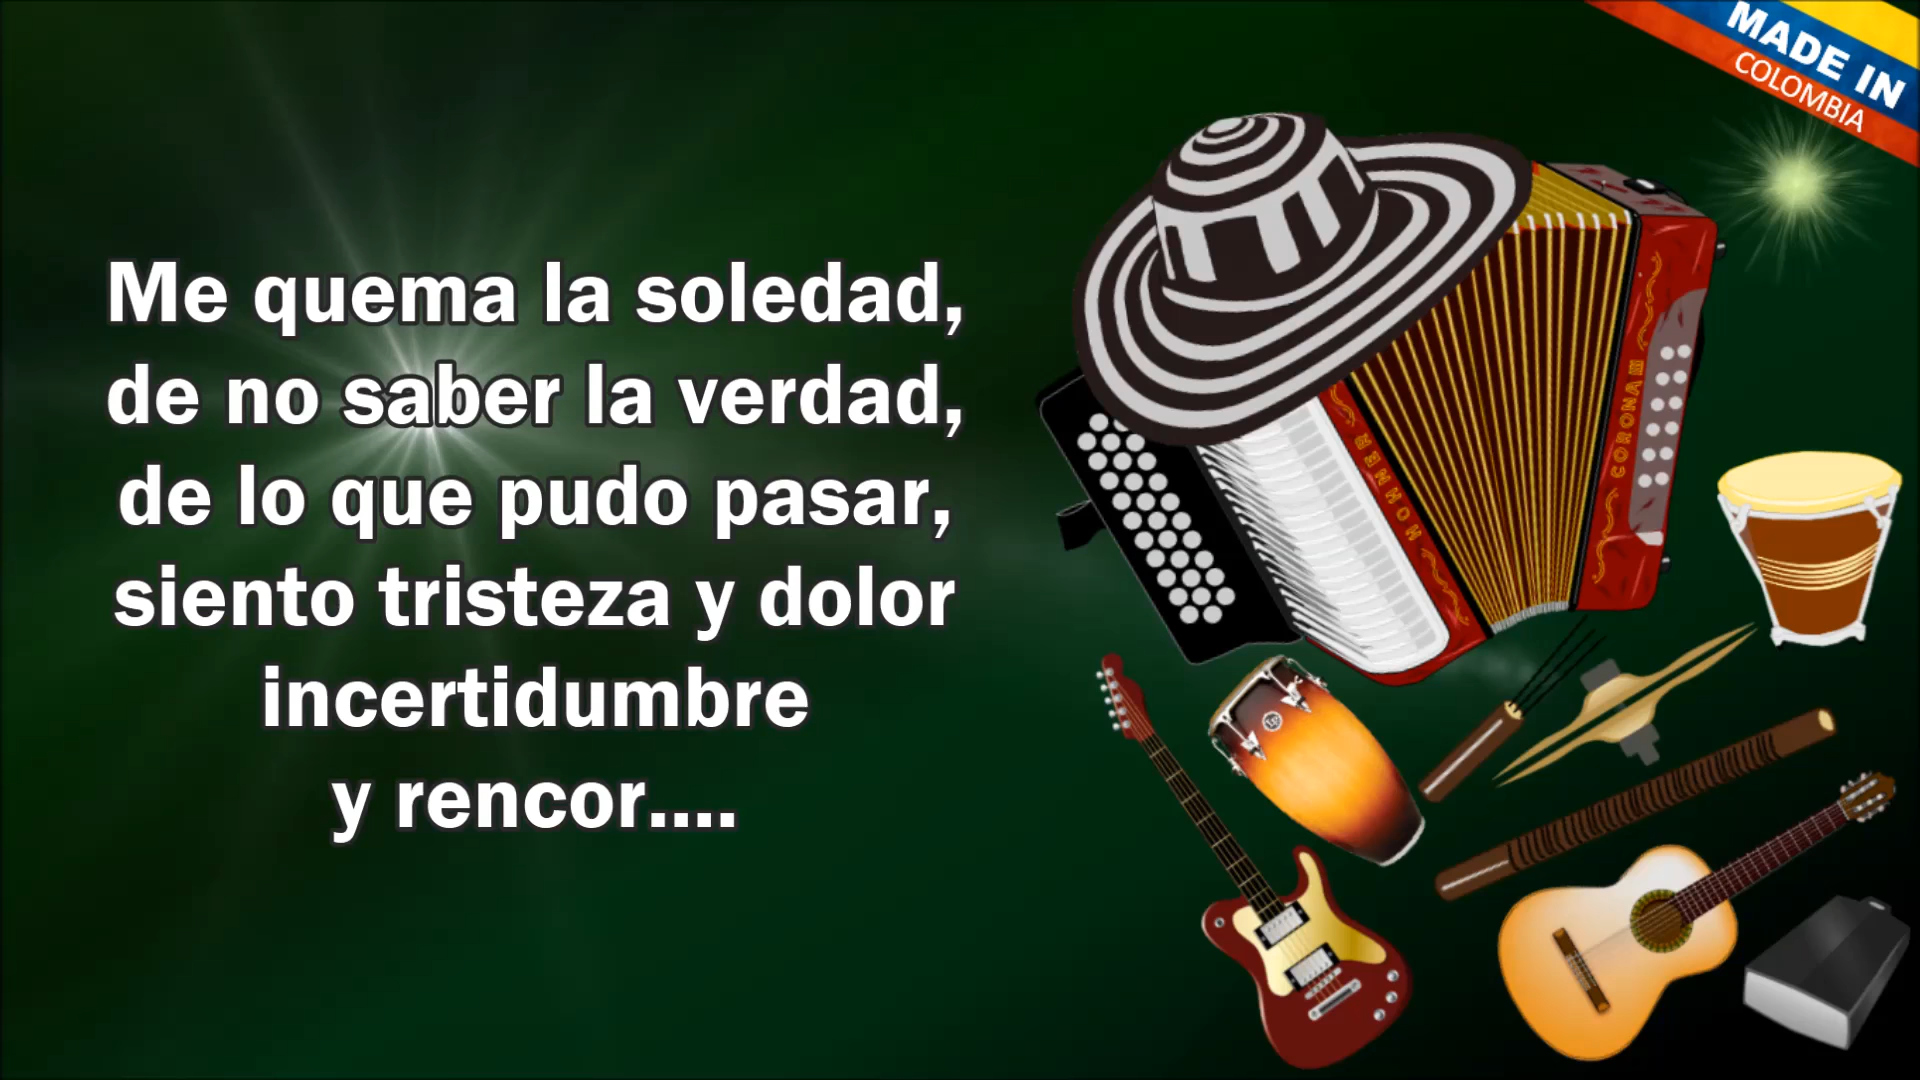 MADE IN
COLOMBIA
Me quema la soledad,
de no saber la verdad,
de lo que pudo pasar,
siento tristeza y dolor
incertidumbre
y rencor....
HOHNER
CORONA III
LP